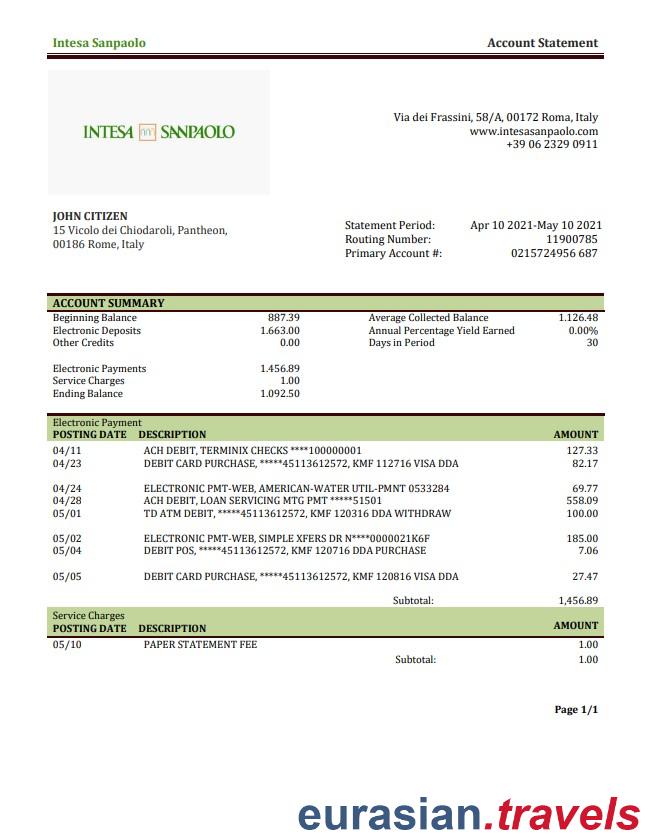 Intesa Sanpaolo Account Statement
INTESA SANPAOLO
Via dei Frassini, 58/A, 00172 Roma, Italy
www.intesasanpaolo.com
+39 06 2329 0911
JOHN CITIZEN
15 Vicolo dei Chiodaroli, Pantheon,
00186 Rome, Italy
Statement Period: Apr 10 2021-May 10 2021
Routing Number: 11900785
Primary Account #: 0215724956 687
ACCOUNT SUMMARY
Beginning Balance 887.39 Average Collected Balance 1.126.48
Electronic Deposits 1.663.00 Annual Percentage Yield Earned 0.00%
Other Credits 0.00 Days in Period 30
Electronic Payments 1.456.89
Service Charges 1.00
Ending Balance 1.092.50
Electronic Payment
POSTING DATE DESCRIPTION AMOUNT
04/11 ACH DEBIT, TERMINIX CHECKS ****100000001 127.33
04/23 DEBIT CARD PURCHASE, *****45113612572, KMF 112716 VISA DDA 82.17
04/24 ELECTRONIC PMT-WEB, AMERICAN-WATER UTIL-PMNT 0533284 69.77
04/28 ACH DEBIT, LOAN SERVICING MTG PMT *****51501 558.09
05/01 TD ATM DEBIT, *****45113612572, KMF 120316 DDA WITHDRAW 100.00
05/02 ELECTRONIC PMT-WEB, SIMPLE XFERS DR N****0000021K6F 185.00
05/04 DEBIT POS, *****45113612572, KMF 120716 DDA PURCHASE 7.06
05/05 DEBIT CARD PURCHASE, *****45113612572, KMF 120816 VISA DDA 27.47
Subtotal: 1,456.89
Service Charges
POSTING DATE DESCRIPTION AMOUNT
05/10 PAPER STATEMENT FEE 1.00
Subtotal: 1.00
Page 1/1
eurasian.travels